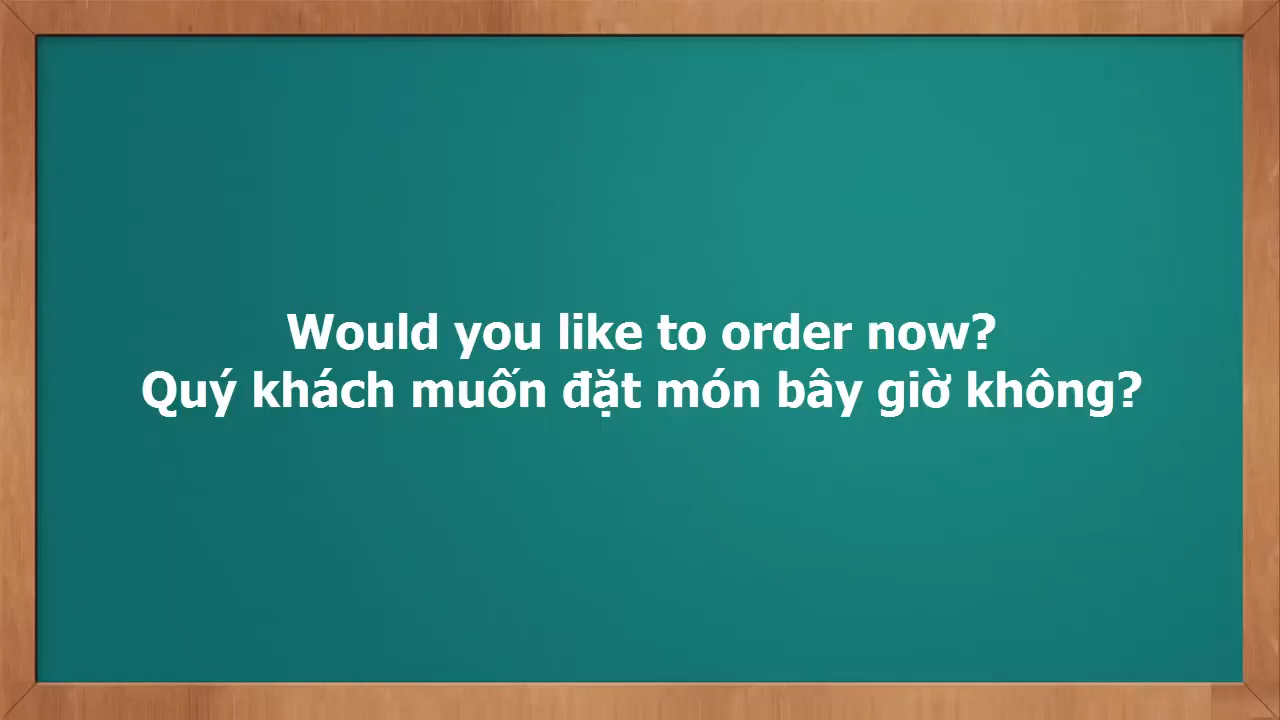 Would you like to order now?
Quý khách muốn đặt món bây giờ không?